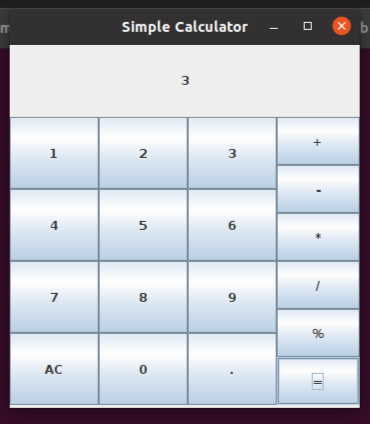 Simple Calculator
3
1 2 3 +
-
4 5 6 *
7 8 9 /
%
AC 0 . =